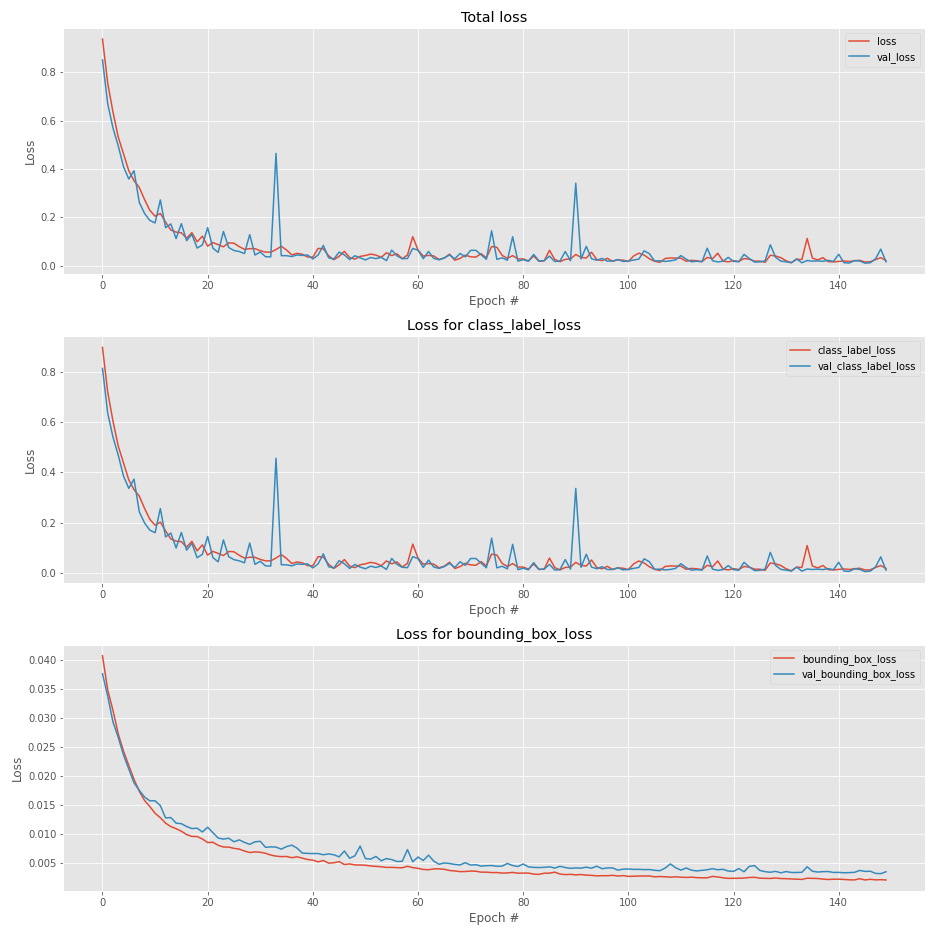 Total loss
loss
val_loss
0.8
0.6
0.4
0.2
0.0
Loss
0 20 40 60 80 100 120 140
Epoch #
Loss for class_label_loss
class_label_loss
val_class_label_loss
0.8
0.6
0.4
0.2
0.0
Loss
0 20 40 60 80 100 120 140
Epoch #
Loss for bounding_box_loss
bounding_box_loss
val_bounding_box_loss
0.040
0.035
0.030
0.025
0.020
0.015
0.010
0.005
Loss
0 20 40 60 80 100 120 140
Epoch #